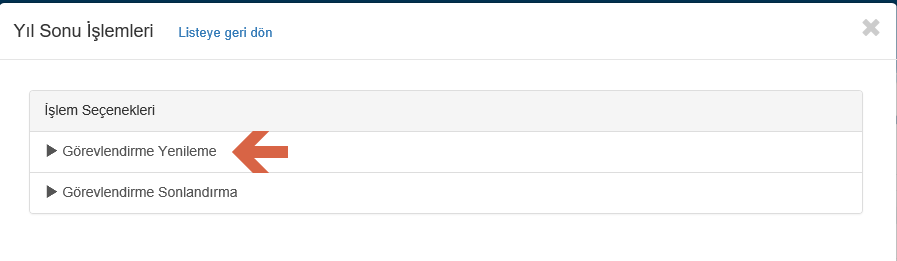 Yıl Sonu İşlemleri Listeye geri dön
İşlem Seçenekleri
Görevlendirme Yenileme
Görevlendirme Sonlandırma